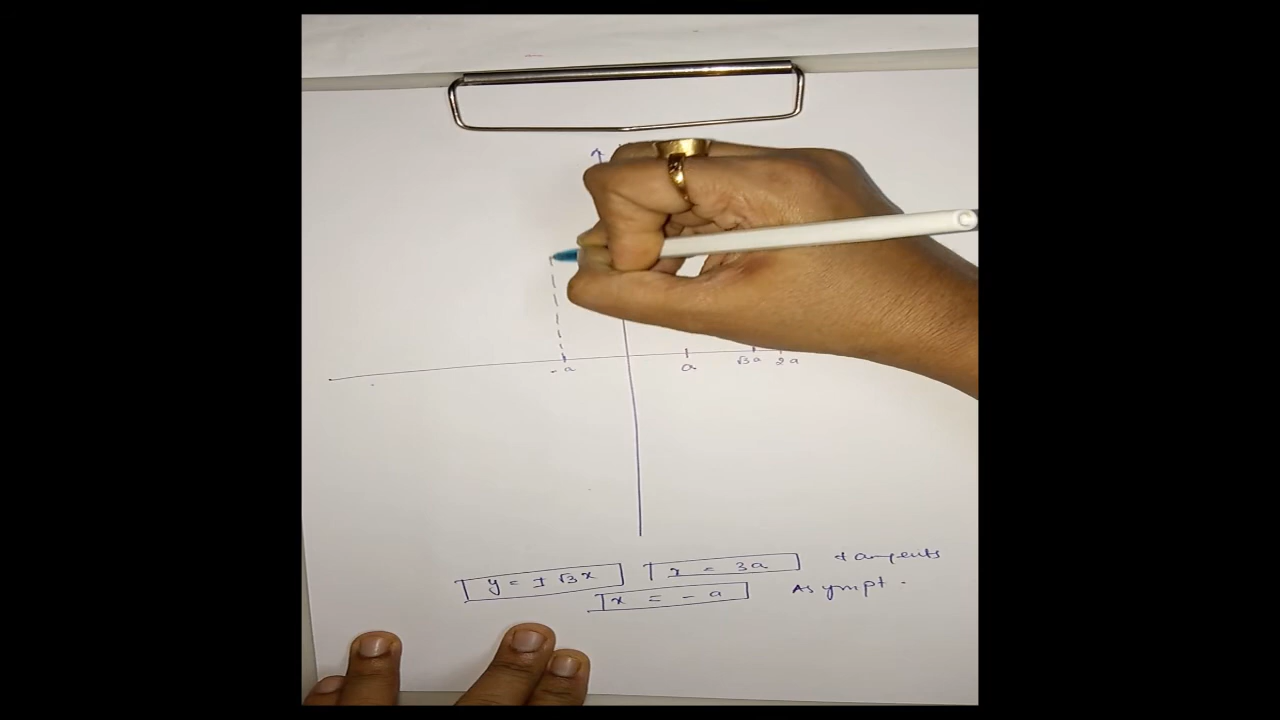 -a a √3a 2a
y = ± √3x x = 3a tangents
x = - a Asympt.